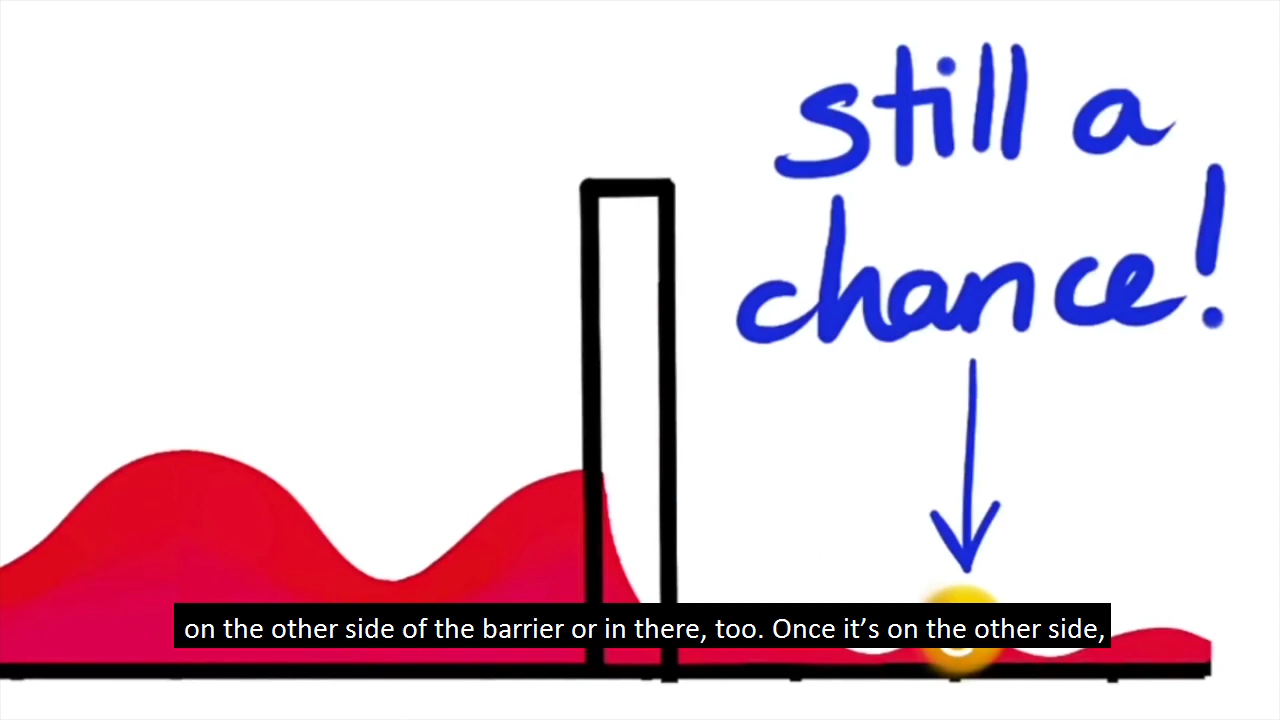 still a
chance!
on the other side of the barrier or in there, too. Once it’s on the other side,